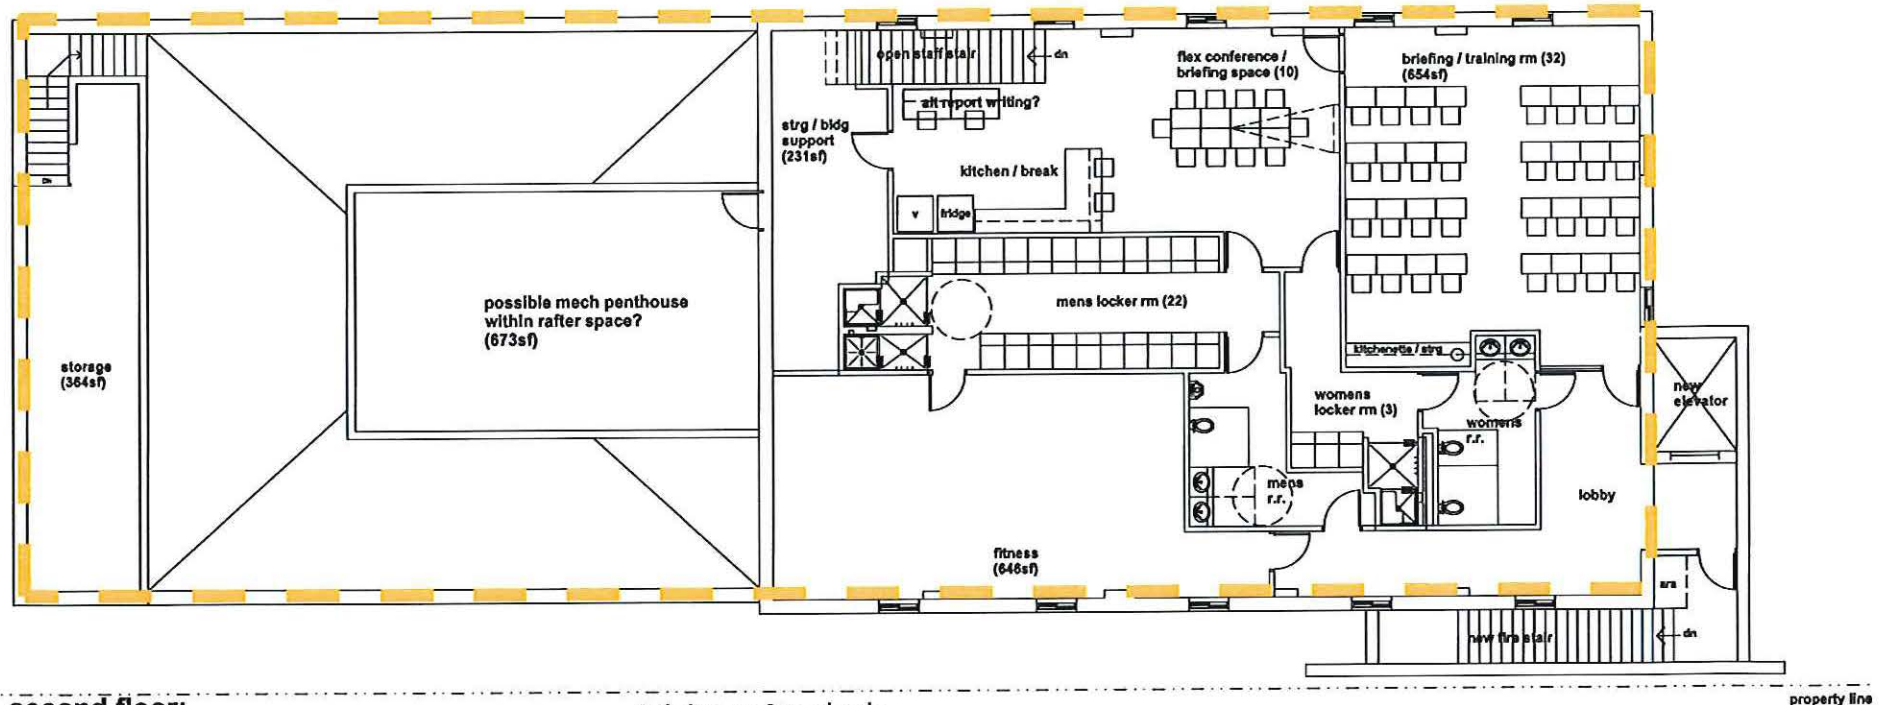 open staff stair
dn
flex conference /
briefing space (10)
briefing / training rm (32)
(654sf)
alt report writing?
strg / bldg
support
(231sf)
kitchen / break
v
fridge
dn
possible mech penthouse
within rafter space?
(673sf)
mens locker rm (22)
storage
(364sf)
kitchenette / strg
womens
locker rm (3)
womens
r.r.
new
elevator
mens
r.r.
lobby
fitness
(646sf)
ara
new fire stair
dn
property line
second floor: